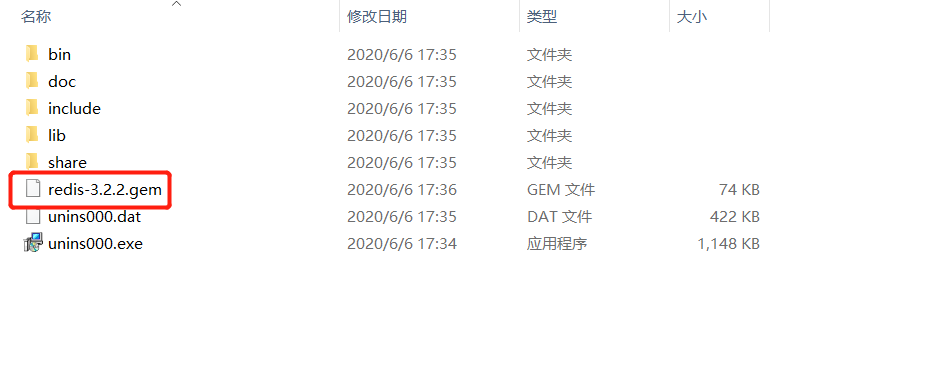 名称 修改日期 类型 大小
bin 2020/6/6 17:35 文件夹
doc 2020/6/6 17:35 文件夹
include 2020/6/6 17:35 文件夹
lib 2020/6/6 17:35 文件夹
share 2020/6/6 17:35 文件夹
redis-3.2.2.gem 2020/6/6 17:36 GEM 文件 74 KB
unins000.dat 2020/6/6 17:35 DAT 文件 422 KB
unins000.exe 2020/6/6 17:34 应用程序 1,148 KB